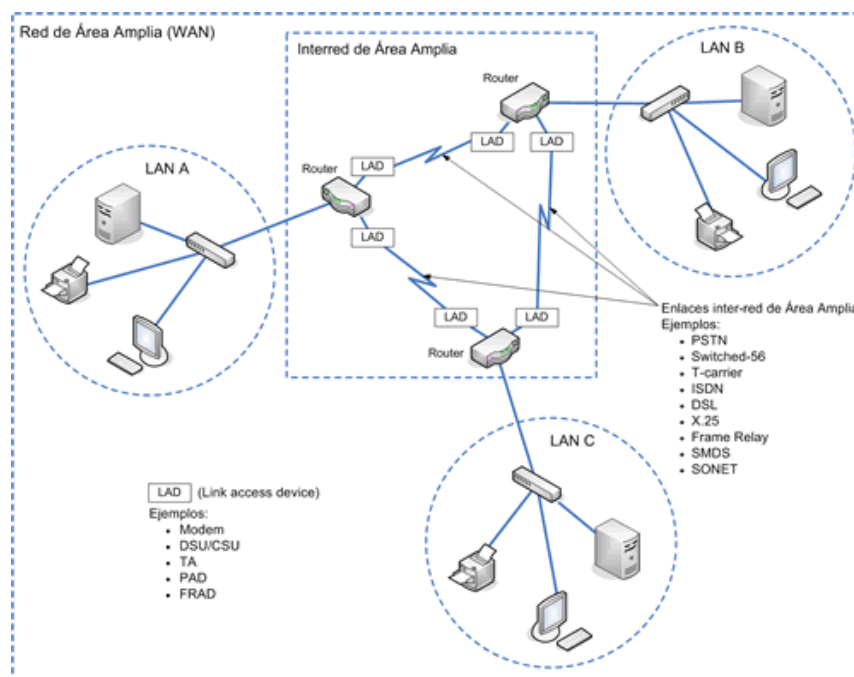 Red de Área Amplia (WAN)
Interred de Área Amplia
LAN B
Router
LAD
LAD
LAN A
LAD
Router
LAD
LAD
LAD
Router
Enlaces inter-red de Área Amplia
Ejemplos:
• PSTN
• Switched-56
• T-carrier
• ISDN
• DSL
• X.25
• Frame Relay
• SMDS
• SONET
LAN C
LAD (Link access device)
Ejemplos:
• Modem
• DSU/CSU
• TA
• PAD
• FRAD